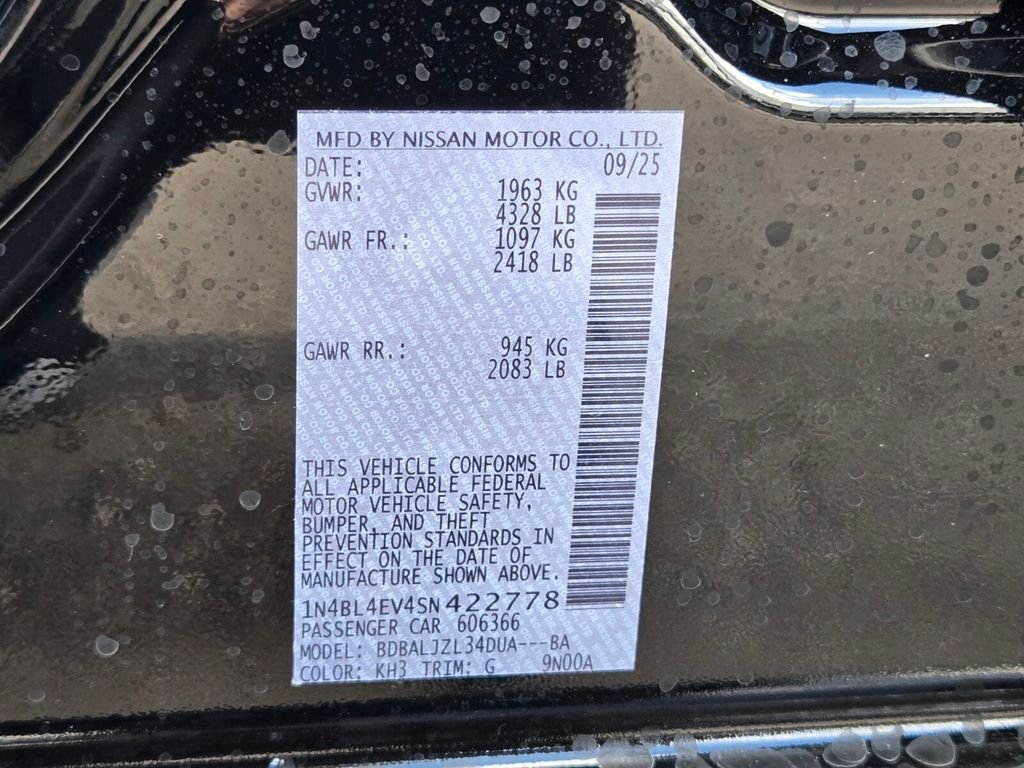 MFD BY NISSAN MOTOR CO., LTD.
DATE: 09/25
GVWR: 1963 KG
4328 LB
GAWR FR.: 1097 KG
2418 LB
GAWR RR.: 945 KG
2083 LB
THIS VEHICLE CONFORMS TO
ALL APPLICABLE FEDERAL
MOTOR VEHICLE SAFETY,
BUMPER, AND THEFT
PREVENTION STANDARDS IN
EFFECT ON THE DATE OF
MANUFACTURE SHOWN ABOVE.
1N4BL4EV4SN422778
PASSENGER CAR 606366
MODEL: BDBALJZL34DUA---BA
COLOR: KH3 TRIM: G 9N00A